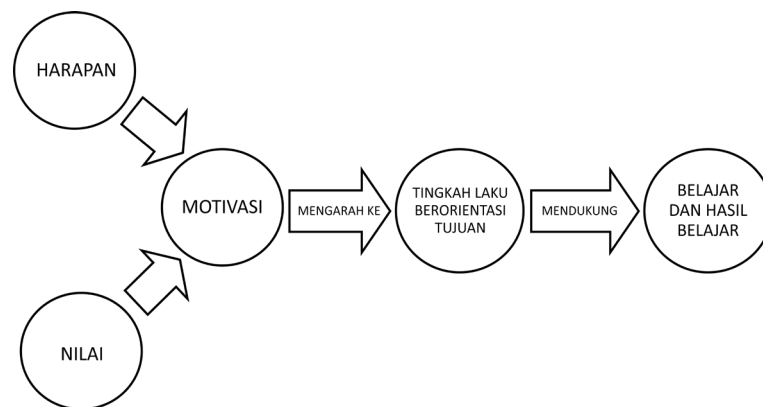 HARAPAN
MOTIVASI
MENGARAH KE
TINGKAH LAKU
BERORIENTASI
TUJUAN
MENDUKUNG
BELAJAR
DAN HASIL
BELAJAR
NILAI